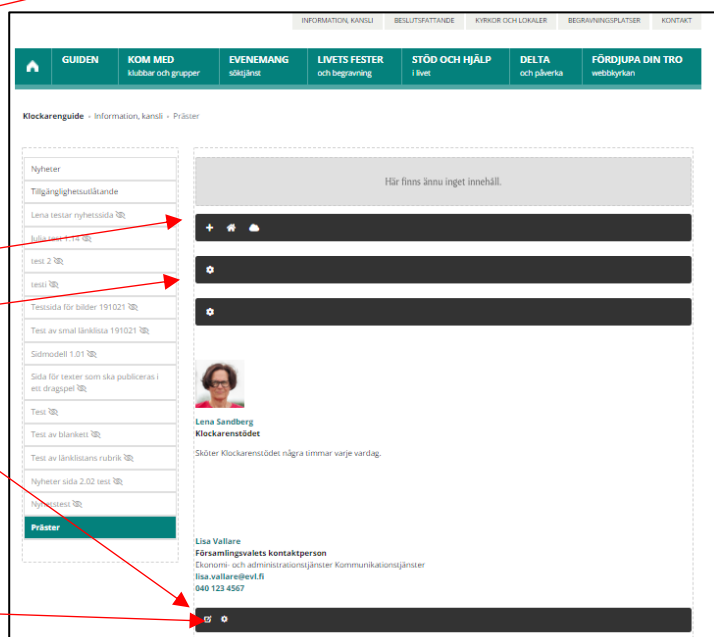 INFORMATION, KANSLI BESLUTSFATTANDE KYRKOR OCH LOKALER BEGRAVNINGSPLATSER KONTAKT
GUIDEN KOM MED EVENEMANG LIVETS FESTER STÖD OCH HJÄLP DELTA FÖRDJUPA DIN TRO
klubbar och grupper söktjänst och begravning i livet och påverka webbkyrkan
Klockarenguide - Information, kansli - Präster
Nyheter
Tillgänglighetsutlåtande
Lena testar nyhetssida
Julia test 1.14
test 2
testi
Testsida för bilder 191021
Test av smal länklista 191021
Sidmodell 1.01
Sida för texter som ska publiceras i
ett dragspel
Test
Test av blankett
Test av länklistans rubrik
Nyheter sida 2.02 test
Nyhetstest
Präster
Här finns ännu inget innehåll.
Lena Sandberg
Klockarenstödet
Sköter Klockarenstödet några timmar varje vardag.
Lisa Vallare
Församlingsvalets kontaktperson
Ekonomi- och administrationstjänster Kommunikationstjänster
lisa.vallare@evl.fi
040 123 4567